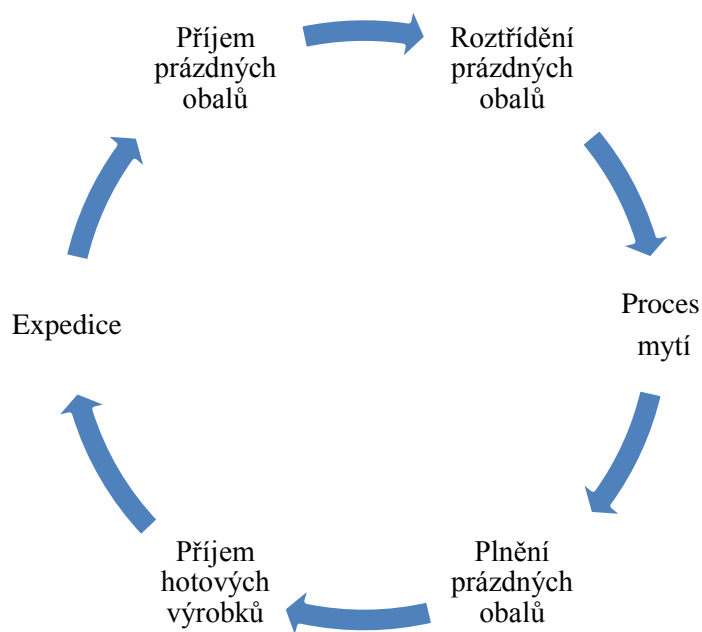 Příjem
prázdných
obalů
Roztřídění
prázdných
obalů
Proces
mytí
Plnění
prázdných
obalů
Příjem
hotových
výrobků
Expedice